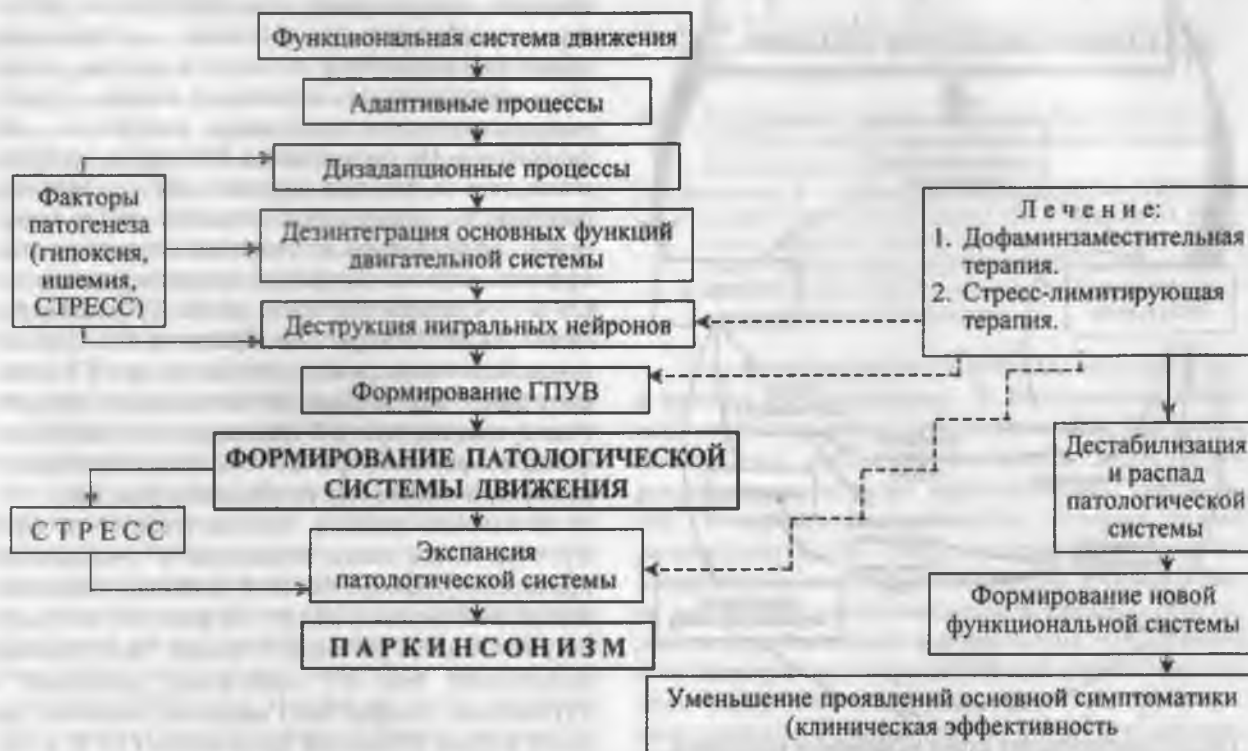 Функциональная система движения
Адаптивные процессы
Дизадапционные процессы
Факторы
патогенеза
(гипоксия,
ишемия,
СТРЕСС)
Дезинтеграция основных функций
двигательной системы
Деструкция нигральных нейронов
Формирование ГПУВ
ФОРМИРОВАНИЕ ПАТОЛОГИЧЕСКОЙ
СИСТЕМЫ ДВИЖЕНИЯ
СТРЕСС
Экспансия
патологической системы
ПАРКИНСОНИЗМ
Лечение:
1. Дофаминзаместительная
терапия.
2. Стресс-лимитирующая
терапия.
Дестабилизация
и распад
патологической
системы
Формирование новой
функциональной системы
Уменьшение проявлений основной симптоматики
(клиническая эффективность